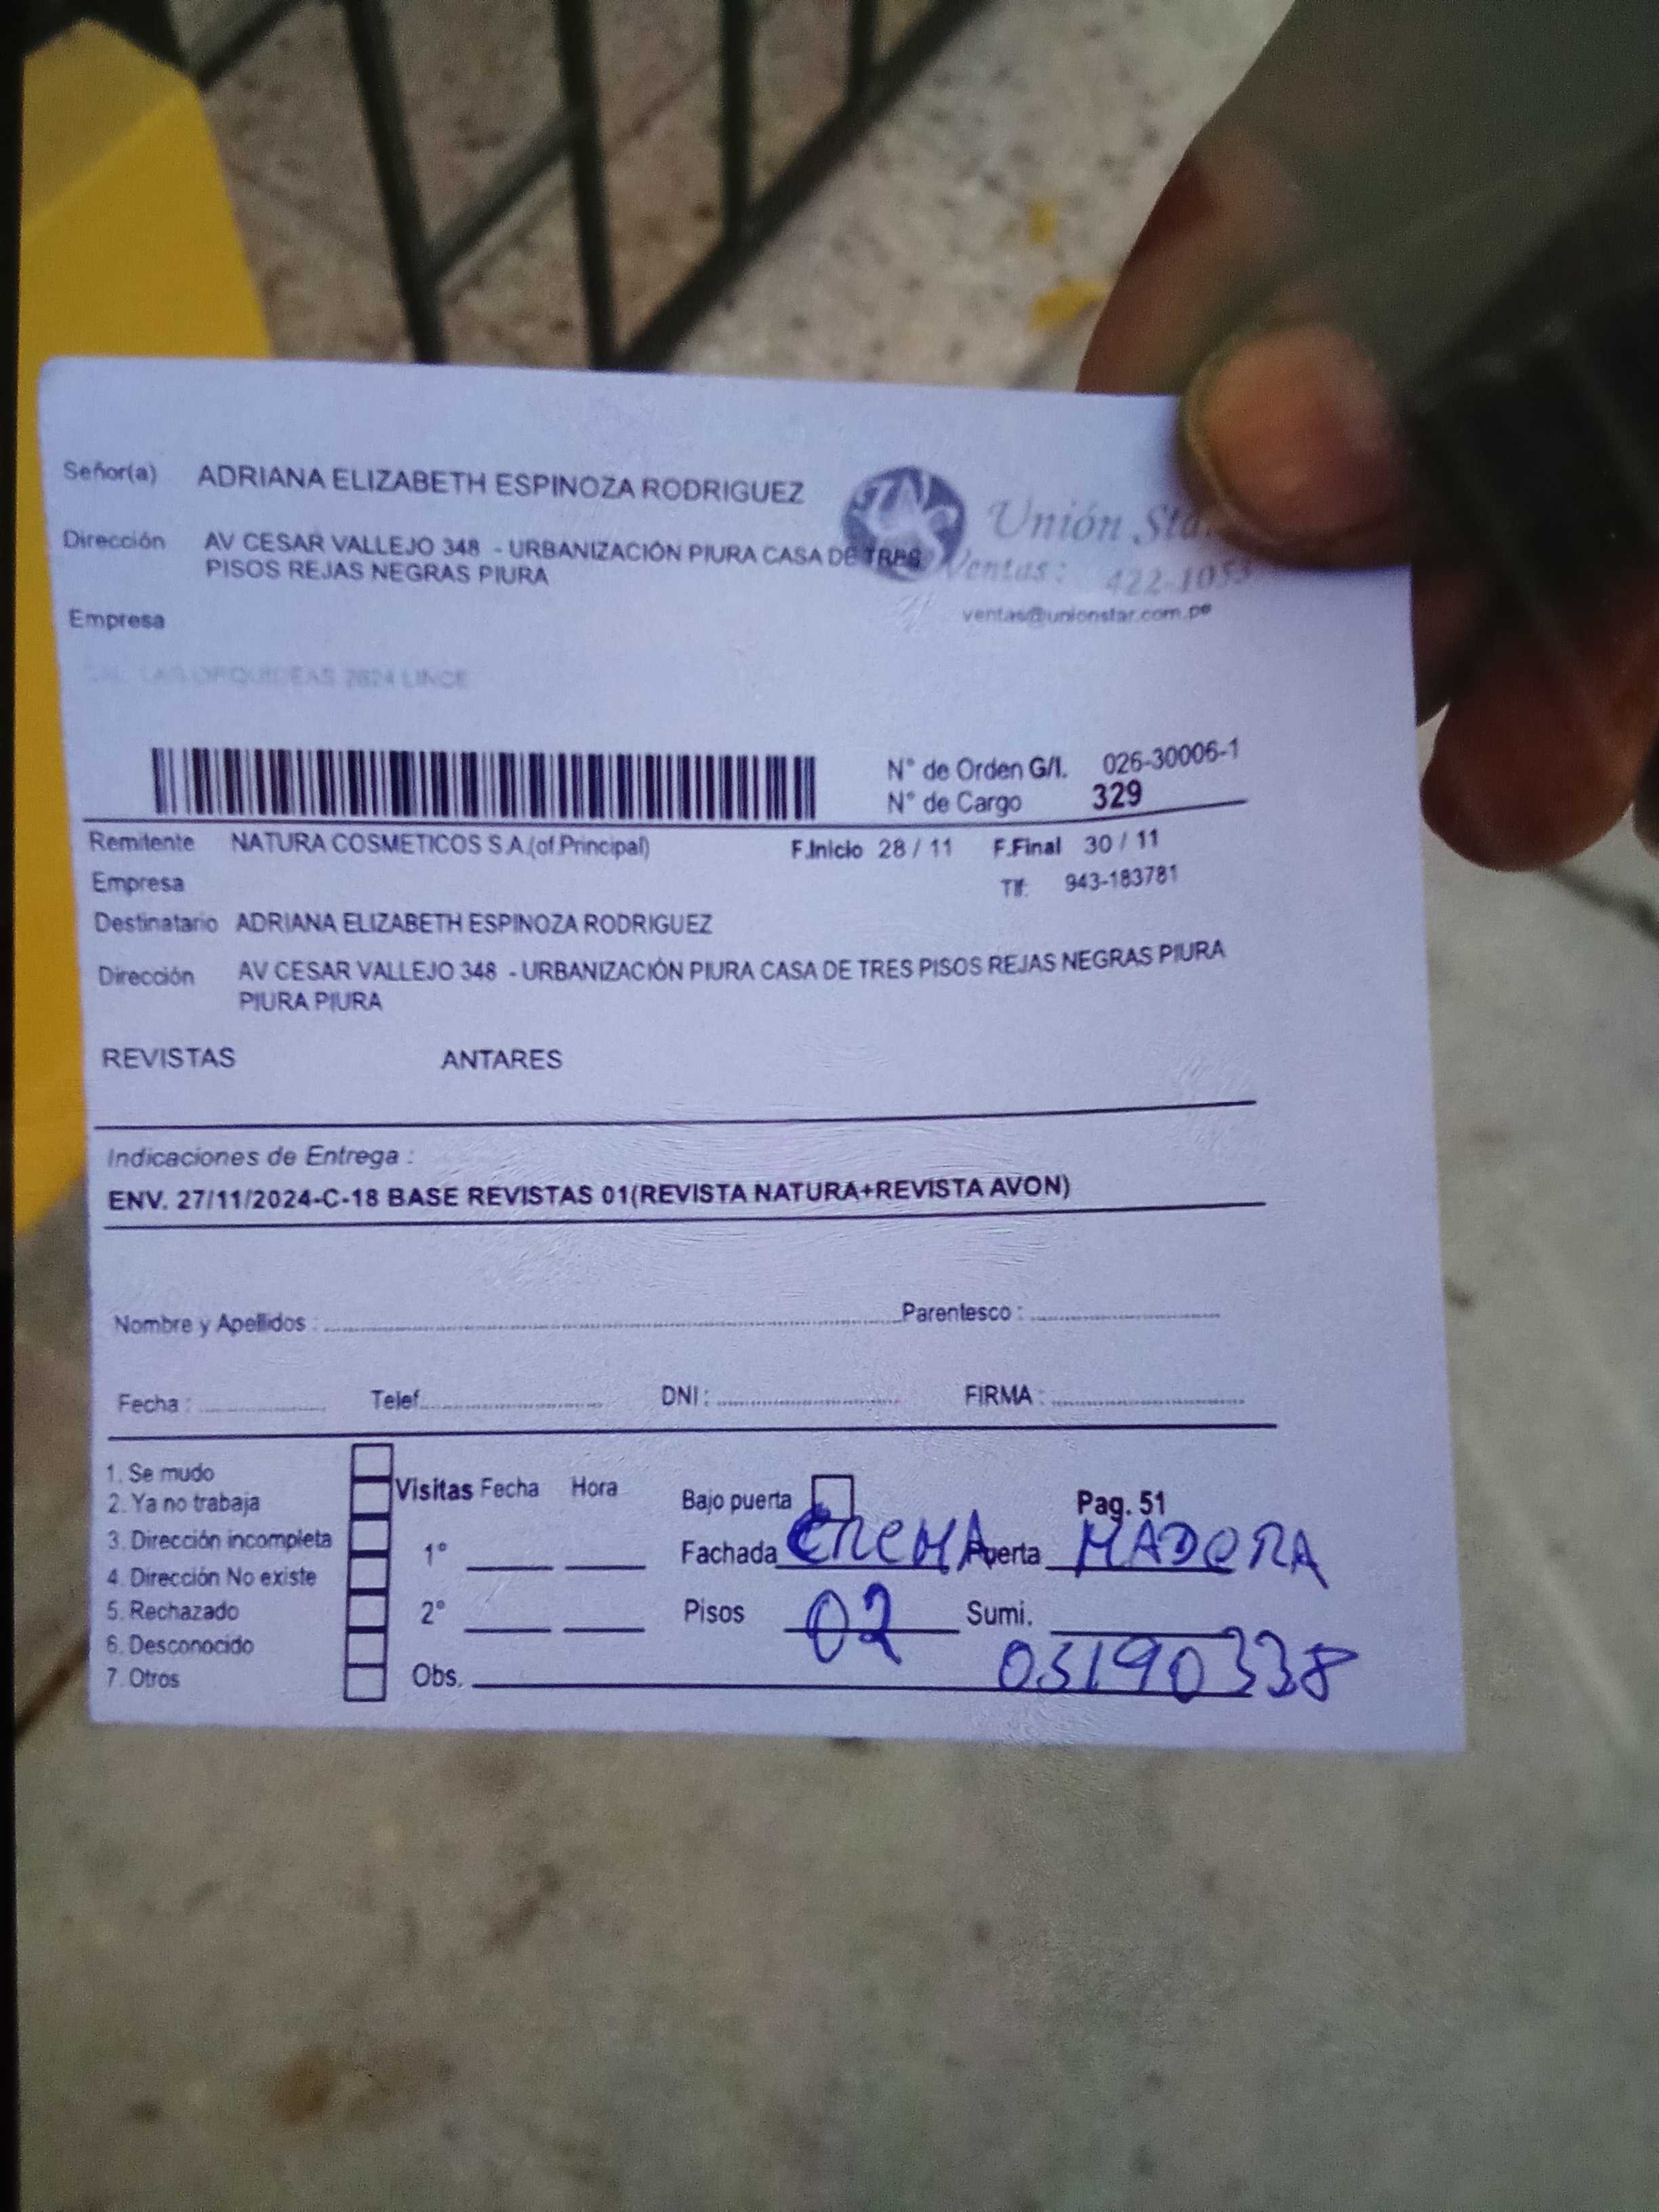 Señor(a) ADRIANA ELIZABETH ESPINOZA RODRIGUEZ
Unión
Dirección AV CESAR VALLEJO 348 - URBANIZACIÓN PIURA CASA DE TRES
PISOS REJAS NEGRAS PIURA
Ventas: 422-1053
ventas@unionstar.com.pe
Empresa
2824 LINCE
N° de Orden G/I. 026-30006-1
N° de Cargo 329
Remitente NATURA COSMETICOS S.A.(of.Principal) F.Inicio 28 / 11 F.Final 30 / 11
Empresa Tlf: 943-183781
Destinatario ADRIANA ELIZABETH ESPINOZA RODRIGUEZ
Dirección AV CESAR VALLEJO 348 - URBANIZACIÓN PIURA CASA DE TRES PISOS REJAS NEGRAS PIURA
PIURA PIURA
REVISTAS ANTARES
Indicaciones de Entrega :
ENV. 27/11/2024-C-18 BASE REVISTAS 01(REVISTA NATURA+REVISTA AVON)
Nombre y Apellidos : Parentesco :
Fecha : Telef. DNI : FIRMA :
1. Se mudo
2. Ya no trabaja
3. Dirección incompleta
4. Dirección No existe
5. Rechazado
6. Desconocido
7. Otros
Visitas Fecha Hora
1°
2°
Obs.
Bajo puerta Pag. 51
Fachada CREMA Puerta MADERA
Pisos 02 Sumi.
03190338